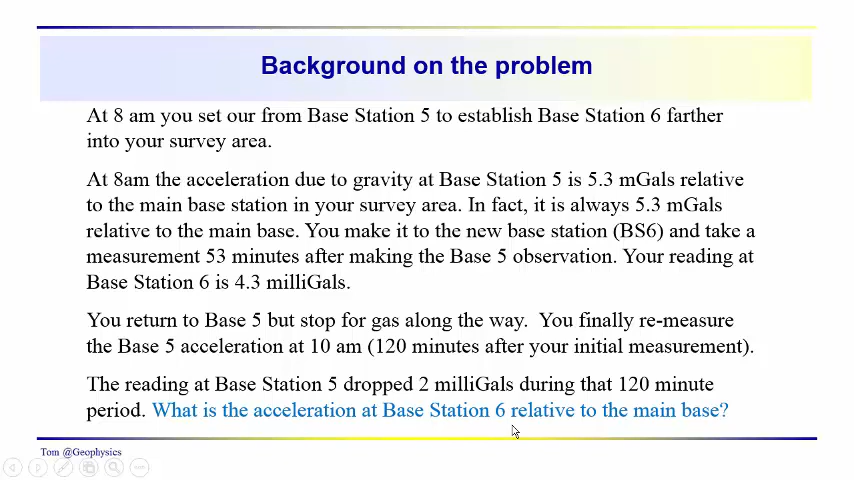 Background on the problem
At 8 am you set our from Base Station 5 to establish Base Station 6 farther
into your survey area.
At 8am the acceleration due to gravity at Base Station 5 is 5.3 mGals relative
to the main base station in your survey area. In fact, it is always 5.3 mGals
relative to the main base. You make it to the new base station (BS6) and take a
measurement 53 minutes after making the Base 5 observation. Your reading at
Base Station 6 is 4.3 milliGals.
You return to Base 5 but stop for gas along the way. You finally re-measure
the Base 5 acceleration at 10 am (120 minutes after your initial measurement).
The reading at Base Station 5 dropped 2 milliGals during that 120 minute
period. What is the acceleration at Base Station 6 relative to the main base?
Tom @Geophysics